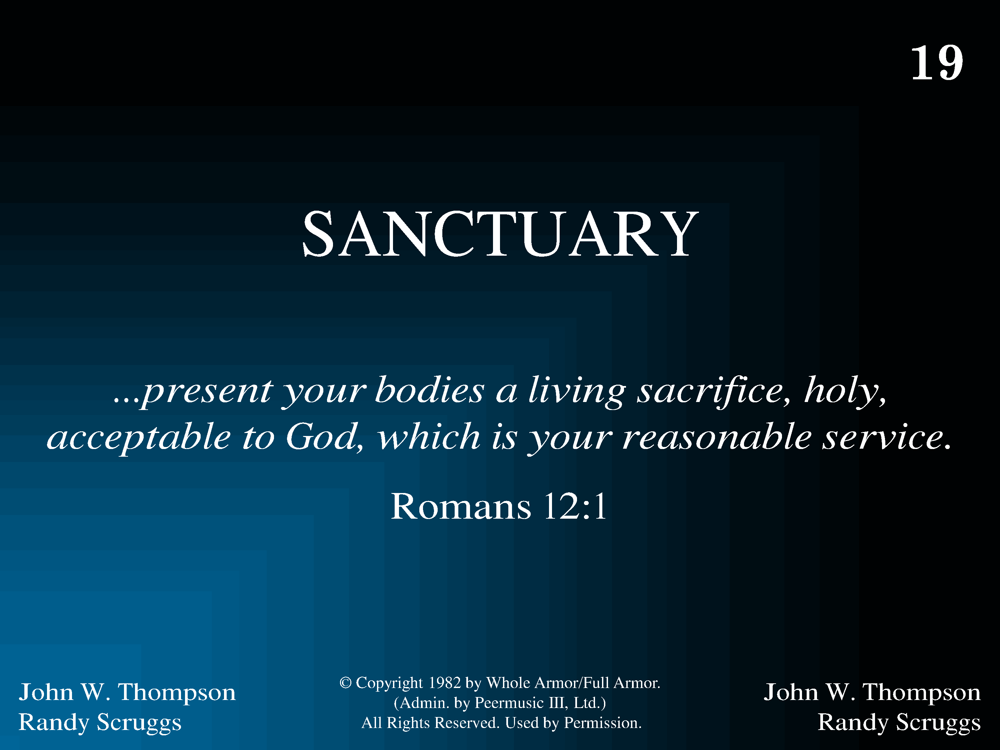 19
SANCTUARY
...present your bodies a living sacrifice, holy,
acceptable to God, which is your reasonable service.
Romans 12:1
John W. Thompson
Randy Scruggs
© Copyright 1982 by Whole Armor/Full Armor.
(Admin. by Peermusic III, Ltd.)
All Rights Reserved. Used by Permission.
John W. Thompson
Randy Scruggs